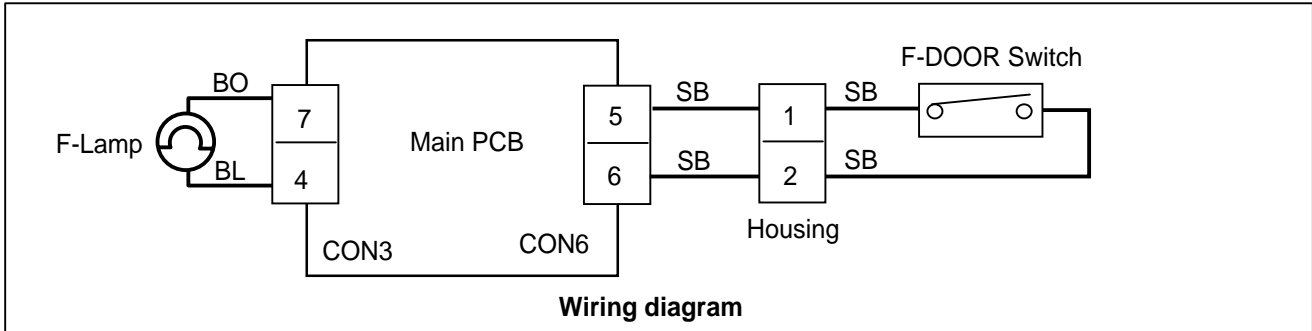 F-DOOR Switch
BO
F-Lamp
BL
7
4
Main PCB
CON3
CON6
5
6
SB
SB
1
2
Housing
SB
SB
Wiring diagram